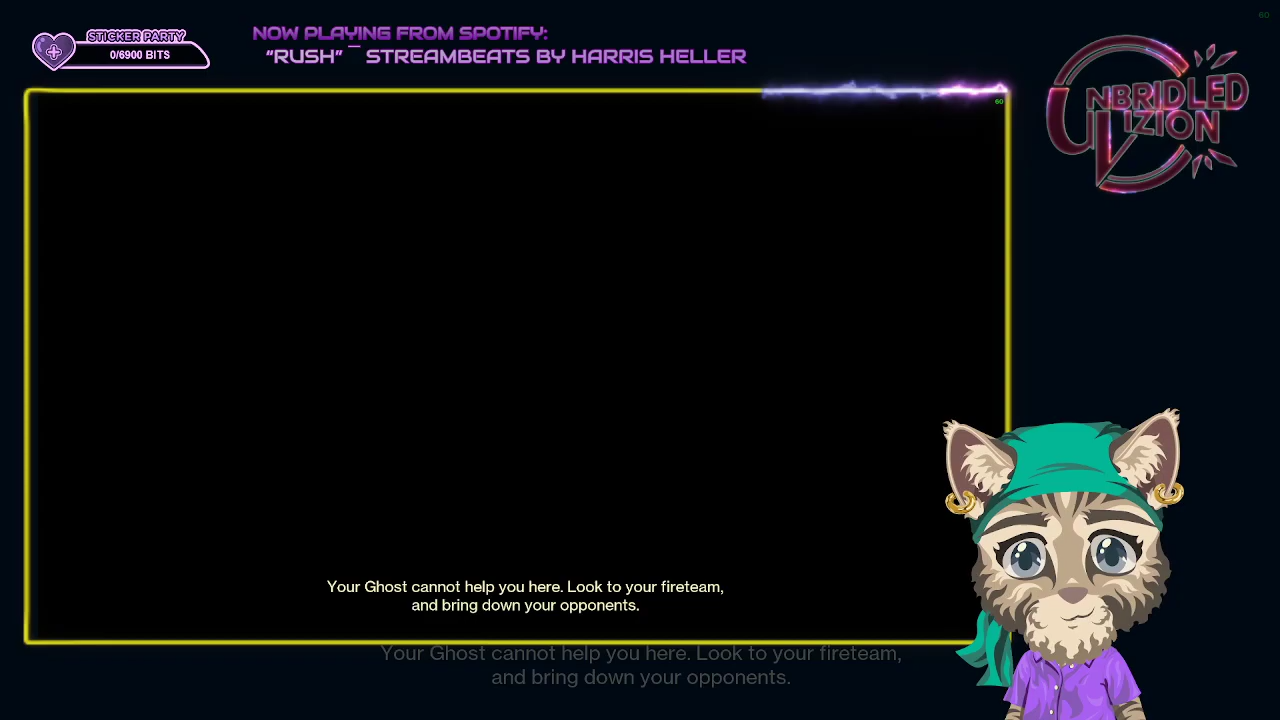 60
STICKER PARTY
0/6900 BITS
NOW PLAYING FROM SPOTIFY:
"RUSH" ¯ STREAMBEATS BY HARRIS HELLER
UNBRIDLED
VIZION
60
Your Ghost cannot help you here. Look to your fireteam,
and bring down your opponents.
Your Ghost cannot help you here. Look to your fireteam,
and bring down your opponents.